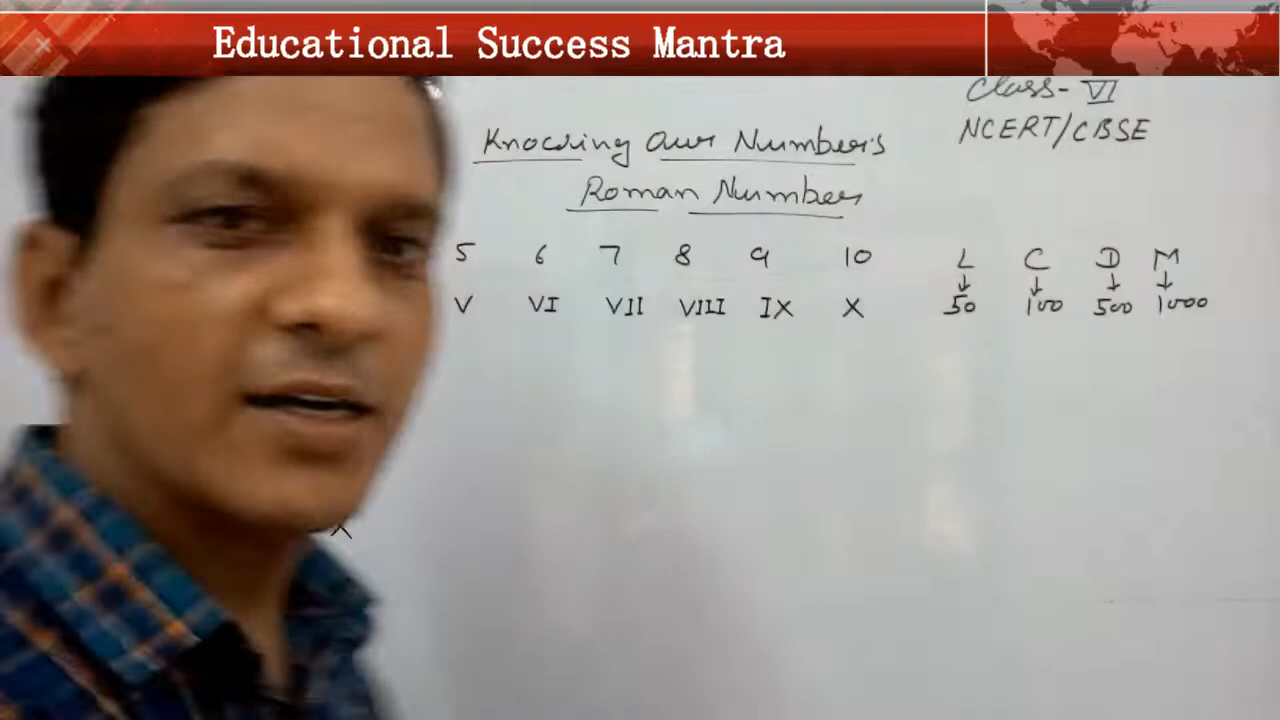 Educational Success Mantra
Class-VI
NCERT/CBSE
Knowing Our Number's
Roman Numbers
5 6 7 8 9 10 L C D M
V VI VII VIII IX X 50 100 500 1000
X